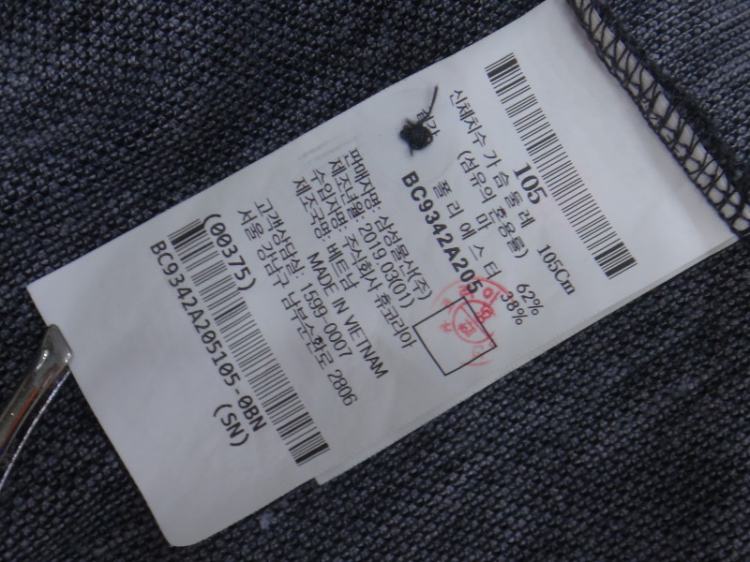 105
신체치수 가슴둘레 105Cm
(섬유의 혼용률)
겉감 마 62%
폴리에스터 38%
BC9342A205
판매자명: 삼성물산(주)
제조년월: 2019.03(01)
수입자명: 주식회사 휴코리아
제조국명: 베트남
MADE IN VIETNAM
고객상담실: 1599-0007
서울 강남구 남부순환로 2806
(00375)
BC9342A205105-0BN
(SN)